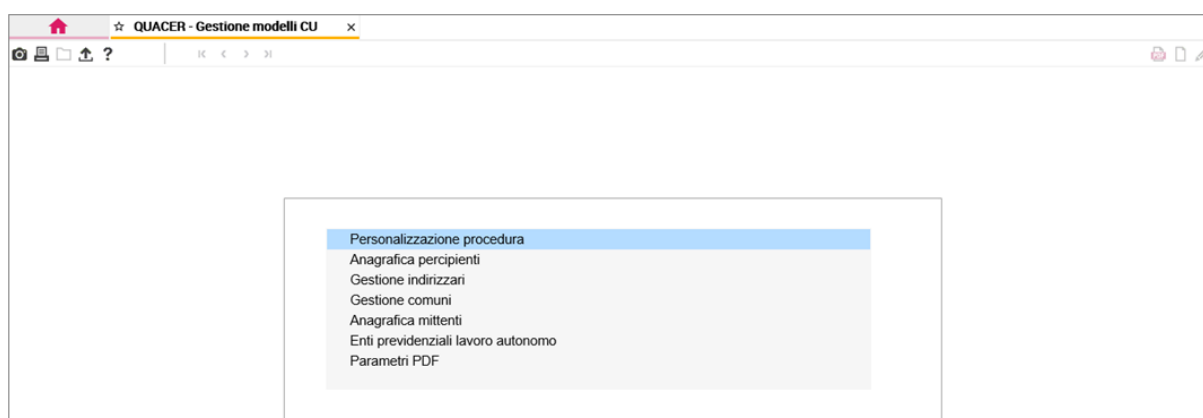 QUACER - Gestione modelli CU
?
Personalizzazione procedura
Anagrafica percipienti
Gestione indirizzari
Gestione comuni
Anagrafica mittenti
Enti previdenziali lavoro autonomo
Parametri PDF